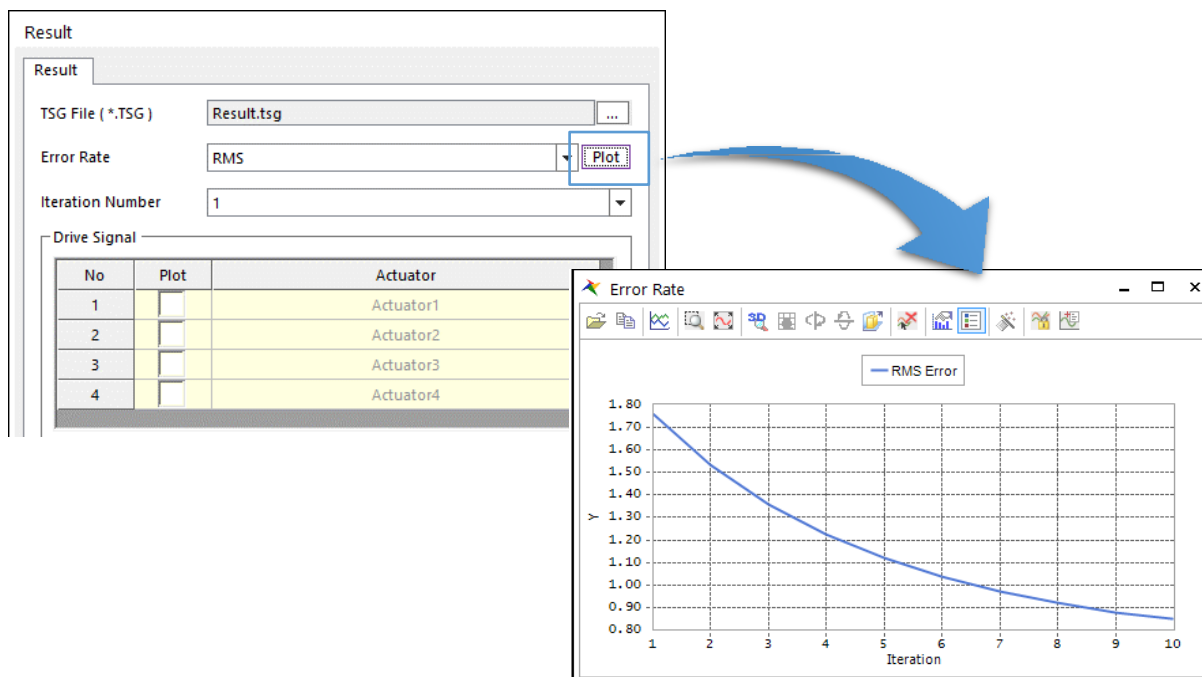 Result
Result
TSG File ( *.TSG )
Result.tsg
...
Error Rate
RMS
Plot
Iteration Number
1
Drive Signal
No Plot Actuator
1 Actuator1
2 Actuator2
3 Actuator3
4 Actuator4
Error Rate
3D
RMS Error
1.80
1.70
1.60
1.50
1.40
1.30
1.20
1.10
1.00
0.90
0.80
Y
1 2 3 4 5 6 7 8 9 10
Iteration